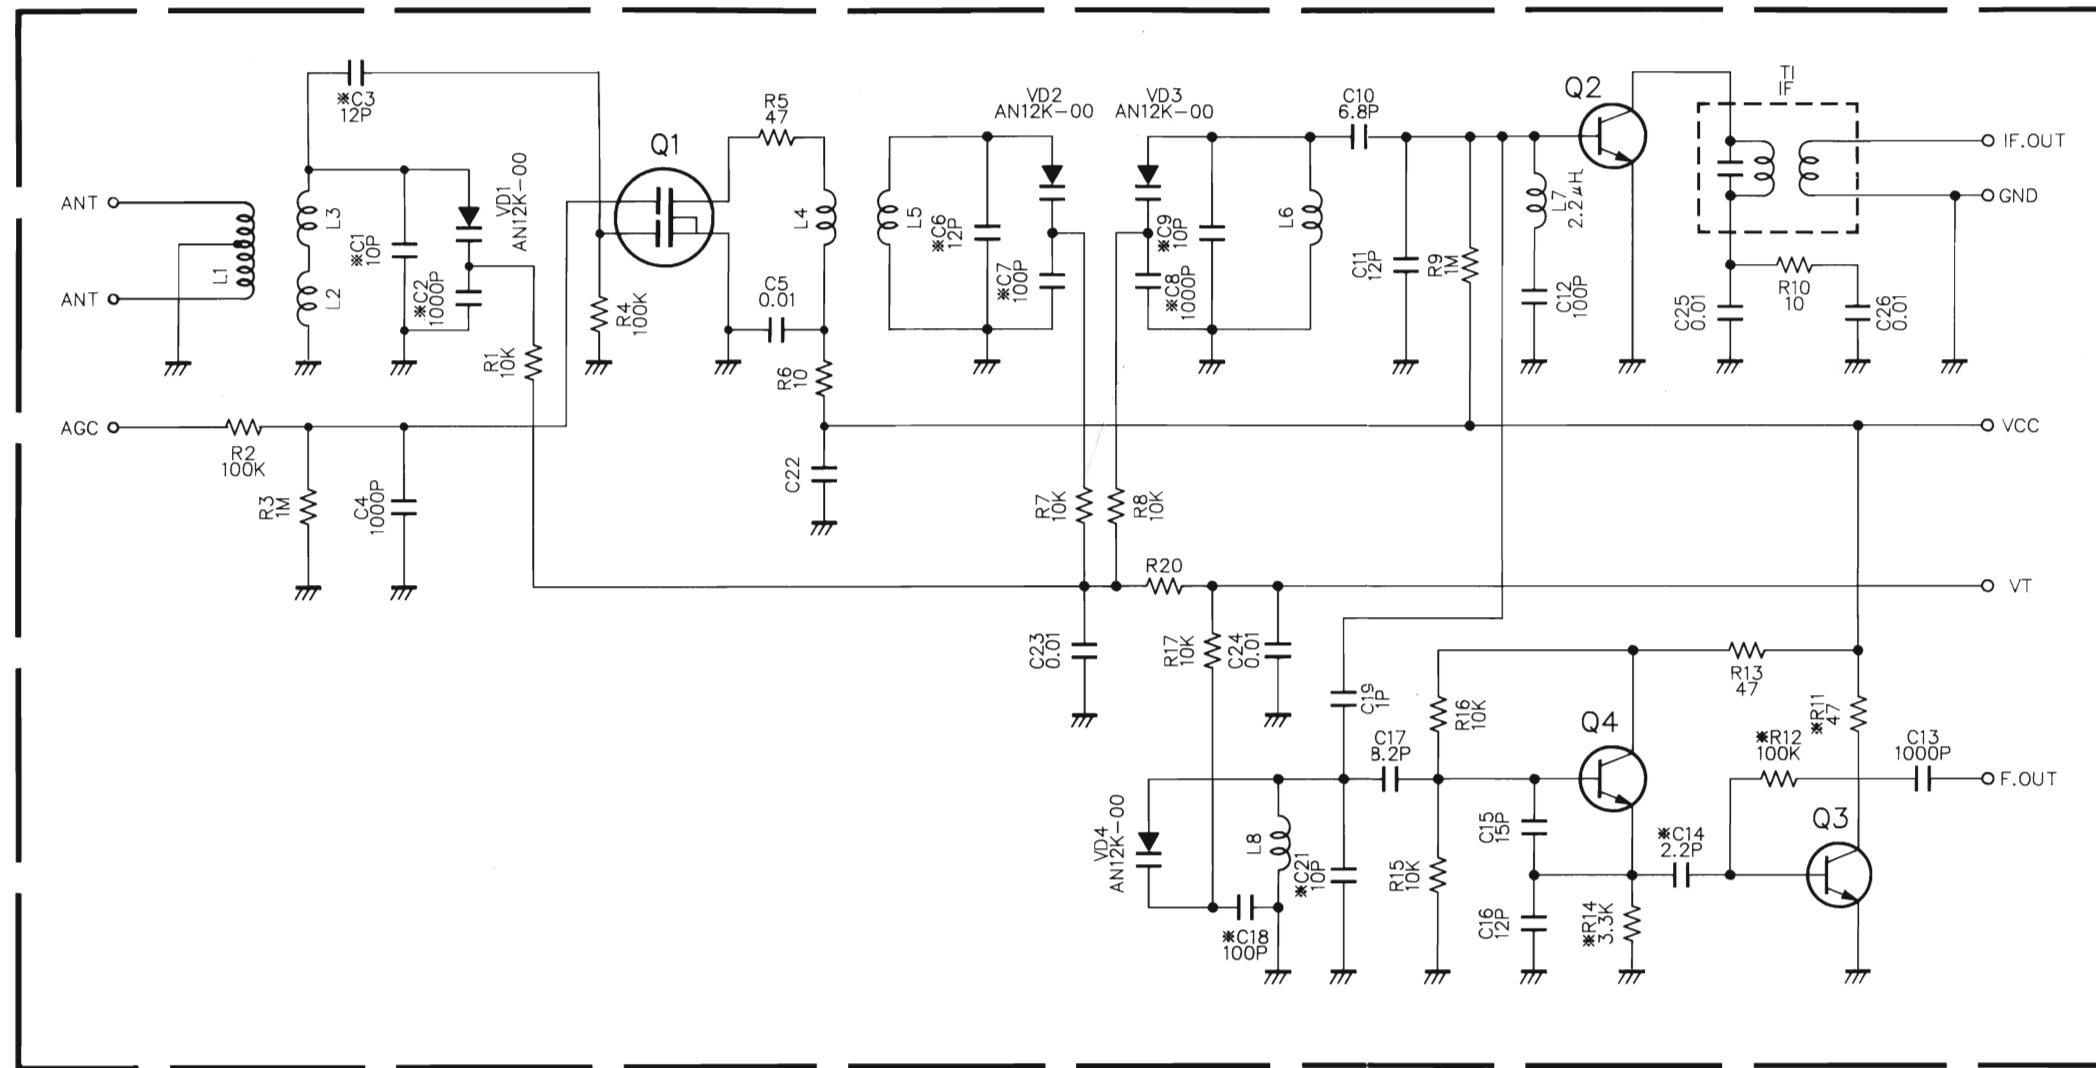 ※C3
12P
ANT
ANT
L1
L3
L2
※C1
10P
※C2
1000P
VD1
AN12K-00
R1
10K
AGC
R2
100K
R3
1M
C4
1000P
Q1
R4
100K
R5
47
L4
C5
0.01
R6
10
C22
L5
※C6
12P
※C7
100P
VD2
AN12K-00
VD3
AN12K-00
※C9
10P
※C8
1000P
L6
C10
6.8P
C11
12P
R9
1M
L7
2.2μH
C12
100P
Q2
T1
IF
IF.OUT
GND
C25
0.01
R10
10
C26
0.01
VCC
R7
10K
R8
10K
R20
VT
C23
0.01
R17
10K
C24
0.01
C19
1P
R16
10K
R13
47
※R11
47
Q4
※R12
100K
C13
1000P
F.OUT
C17
8.2P
VD4
AN12K-00
L8
※C21
10P
R15
10K
C15
15P
※C14
2.2P
Q3
※C18
100P
C16
12P
※R14
3.3K